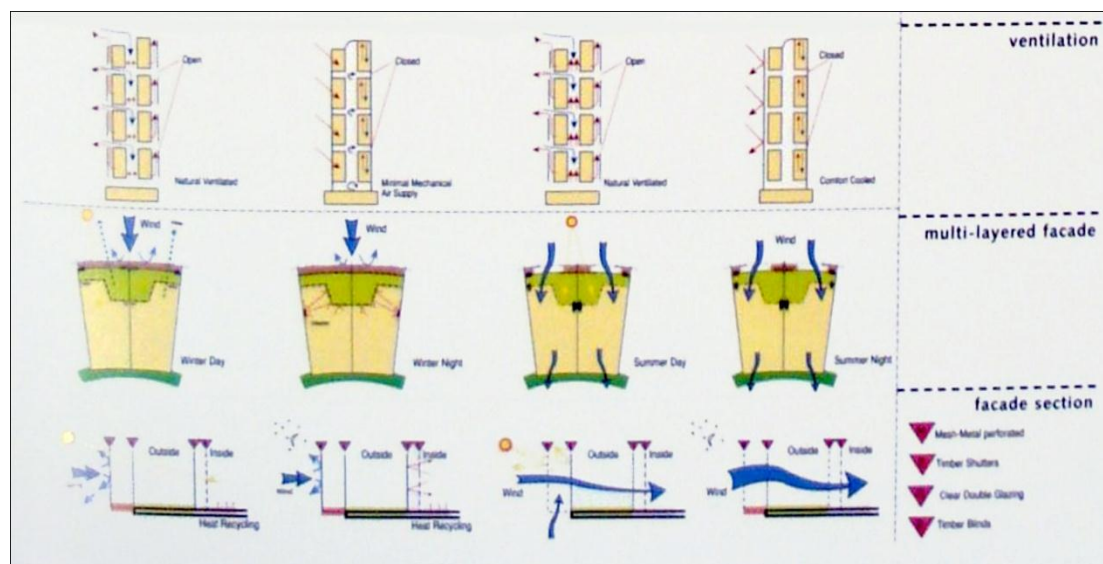 ventilation
Open
Closed
Open
Closed
Natural Ventilated
Minimal Mechanical
Air Supply
Natural Ventilated
Comfort Cooled
multi-layered facade
Wind
Wind
Wind
Winter Day
Winter Night
Summer Day
Summer Night
facade section
Outside
Inside
Outside
Inside
Outside
Inside
Outside
Inside
Wind
Wind
Wind
Heat Recycling
Heat Recycling
Mesh-Metal perforated
Timber Shutters
Clear Double Glazing
Timber Blinds